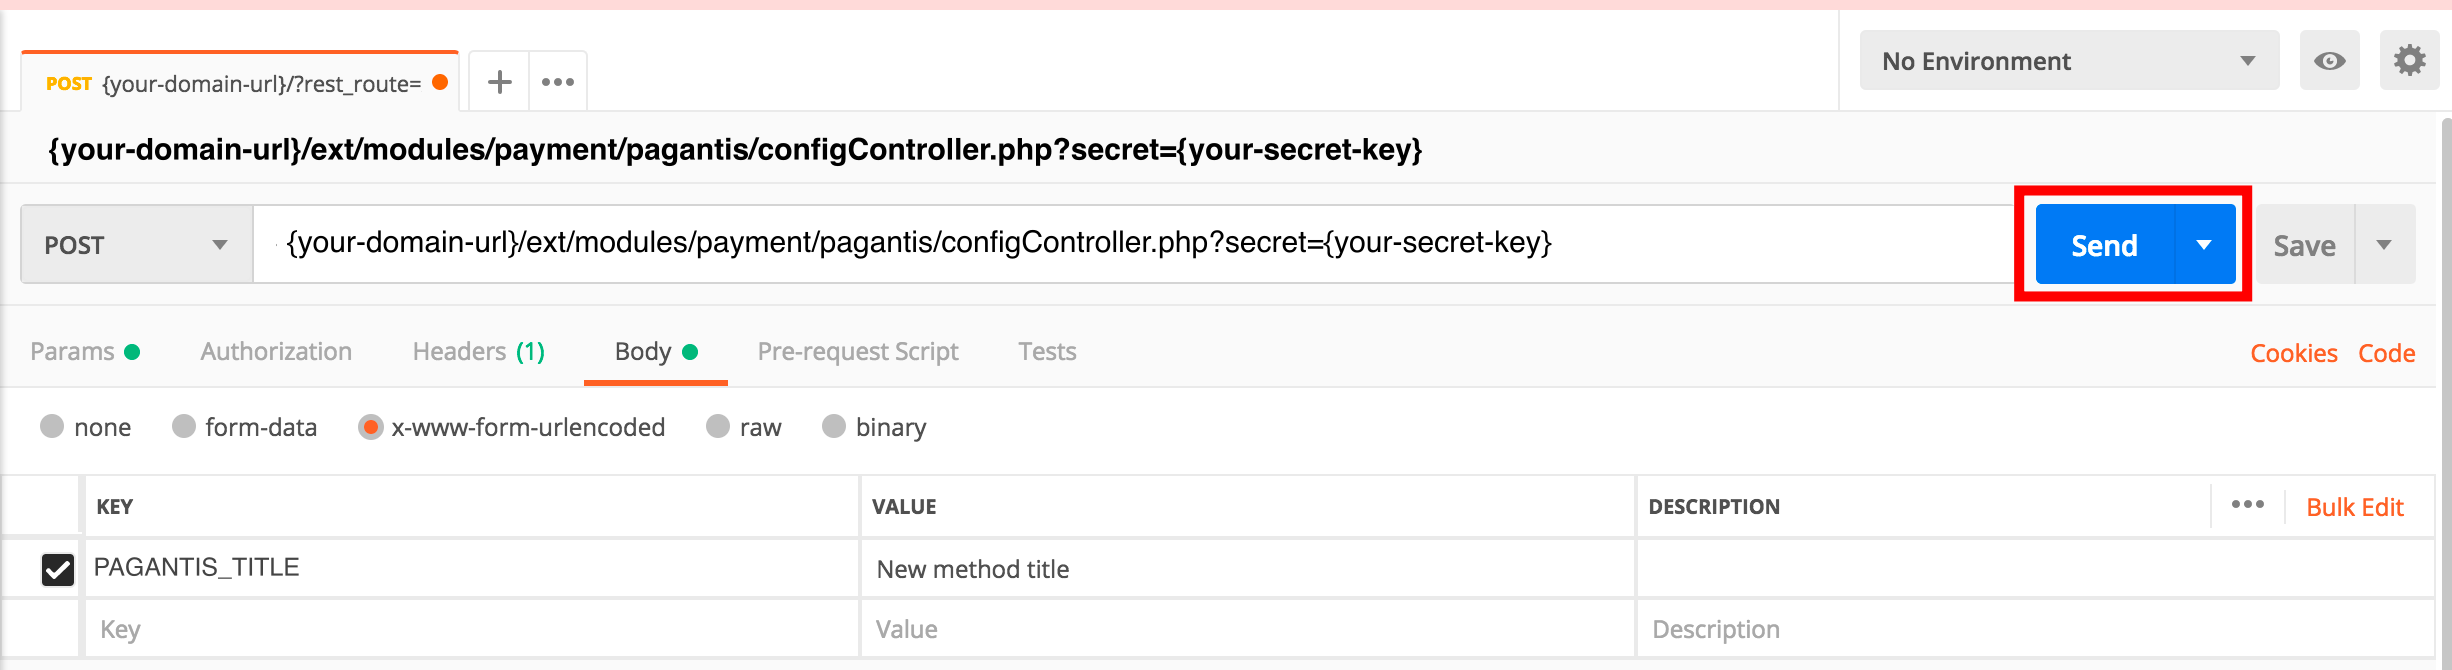 POST {your-domain-url}/?rest_route=
No Environment
{your-domain-url}/ext/modules/payment/pagantis/configController.php?secret={your-secret-key}
POST {your-domain-url}/ext/modules/payment/pagantis/configController.php?secret={your-secret-key} Send Save
Params Authorization Headers (1) Body Pre-request Script Tests Cookies Code
none form-data x-www-form-urlencoded raw binary
KEY VALUE DESCRIPTION Bulk Edit
PAGANTIS_TITLE New method title
Key Value Description